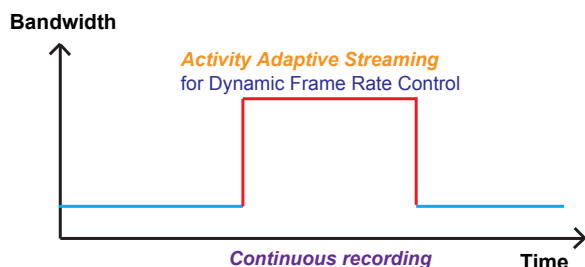 Bandwidth
Activity Adaptive Streaming
for Dynamic Frame Rate Control
Continuous recording
Time